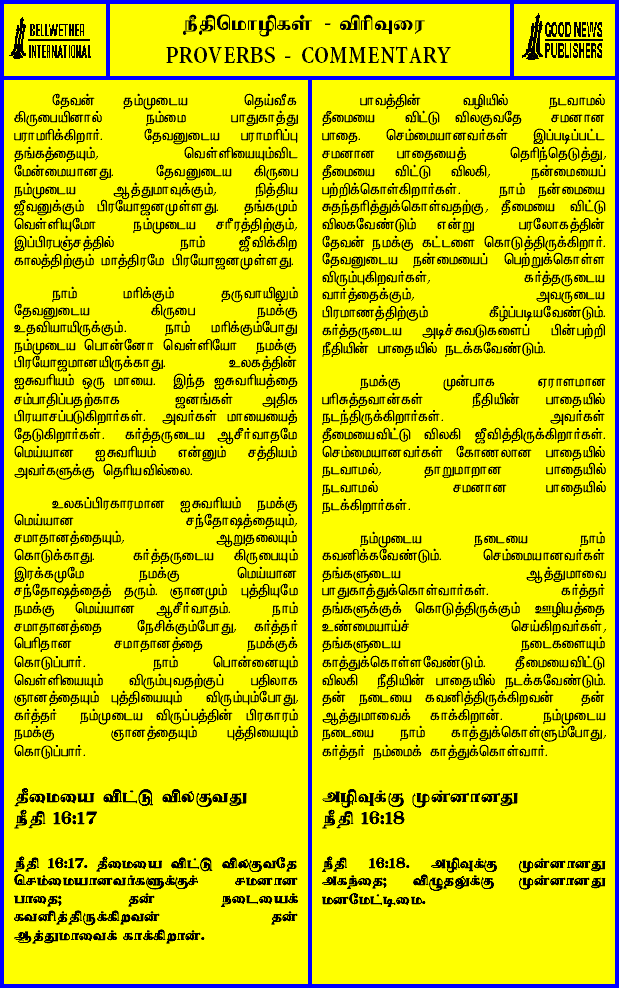 BELLWETHER
INTERNATIONAL
நீதிமொழிகள் - விரிவுரை
PROVERBS - COMMENTARY
GOOD NEWS
PUBLISHERS
தேவன் தம்முடைய தெய்வீக
கிருபையினால் நம்மை பாதுகாத்து
பராமரிக்கிறார். தேவனுடைய பராமரிப்பு
தங்கத்தையும், வெள்ளியையும்விட
மேன்மையானது. தேவனுடைய கிருபை
நம்முடைய ஆத்துமாவுக்கும், நித்திய
ஜீவனுக்கும் பிரயோஜனமுள்ளது. தங்கமும்
வெள்ளியுமோ நம்முடைய சரீரத்திற்கும்,
இப்பிரபஞ்சத்தில் நாம் ஜீவிக்கிற
காலத்திற்கும் மாத்திரமே பிரயோஜனமுள்ளது.
நாம் மரிக்கும் தருவாயிலும்
தேவனுடைய கிருபை நமக்கு
உதவியாயிருக்கும். நாம் மரிக்கும்போது
நம்முடைய பொன்னோ வெள்ளியோ நமக்கு
பிரயோஜமானயிருக்காது. உலகத்தின்
ஐசுவரியம் ஒரு மாயை. இந்த ஐசுவரியத்தை
சம்பாதிப்பதற்காக ஜனங்கள் அதிக
பிரயாசப்படுகிறார்கள். அவர்கள் மாயையைத்
தேடுகிறார்கள். கர்த்தருடைய ஆசீர்வாதமே
மெய்யான ஐசுவரியம் என்னும் சத்தியம்
அவர்களுக்கு தெரியவில்லை.
உலகப்பிரகாரமான ஐசுவரியம் நமக்கு
மெய்யான சந்தோஷத்தையும்,
சமாதானத்தையும், ஆறுதலையும்
கொடுக்காது. கர்த்தருடைய கிருபையும்
இரக்கமுமே நமக்கு மெய்யான
சந்தோஷத்தைத் தரும். ஞானமும் புத்தியுமே
நமக்கு மெய்யான ஆசீர்வாதம். நாம்
சமாதானத்தை நேசிக்கும்போது, கர்த்தர்
பெரிதான சமாதானத்தை நமக்குக்
கொடுப்பார். நாம் பொன்னையும்
வெள்ளியையும் விரும்புவதற்குப் பதிலாக
ஞானத்தையும் புத்தியையும் விரும்பும்போது,
கர்த்தர் நம்முடைய விருப்பத்தின் பிரகாரம்
நமக்கு ஞானத்தையும் புத்தியையும்
கொடுப்பார்.
தீமையை விட்டு விலகுவது
நீதி 16:17
நீதி 16:17. தீமையை விட்டு விலகுவதே
செம்மையானவர்களுக்குச் சமனான
பாதை; தன் நடையைக்
கவனித்திருக்கிறவன் தன்
ஆத்துமாவைக் காக்கிறான்.
பாவத்தின் வழியில் நடவாமல்
தீமையை விட்டு விலகுவதே சமனான
பாதை. செம்மையானவர்கள் இப்படிப்பட்ட
சமனான பாதையைத் தெரிந்தெடுத்து,
தீமையை விட்டு விலகி, நன்மையைப்
பற்றிக்கொள்கிறார்கள். நாம் நன்மையை
சுதந்தரித்துக்கொள்வதற்கு, தீமையை விட்டு
விலகவேண்டும் என்று பரலோகத்தின்
தேவன் நமக்கு கட்டளை கொடுத்திருக்கிறார்.
தேவனுடைய நன்மையைப் பெற்றுக்கொள்ள
விரும்புகிறவர்கள், கர்த்தருடைய
வார்த்தைக்கும், அவருடைய
பிரமாணத்திற்கும் கீழ்ப்படியவேண்டும்.
கர்த்தருடைய அடிச்சுவடுகளைப் பின்பற்றி
நீதியின் பாதையில் நடக்கவேண்டும்.
நமக்கு முன்பாக ஏராளமான
பரிசுத்தவான்கள் நீதியின் பாதையில்
நடந்திருக்கிறார்கள். அவர்கள்
தீமையைவிட்டு விலகி ஜீவித்திருக்கிறார்கள்.
செம்மையானவர்கள் கோணலான பாதையில்
நடவாமல், தாறுமாறான பாதையில்
நடவாமல் சமனான பாதையில்
நடக்கிறார்கள்.
நம்முடைய நடையை நாம்
கவனிக்கவேண்டும். செம்மையானவர்கள்
தங்களுடைய ஆத்துமாவை
பாதுகாத்துக்கொள்வார்கள். கர்த்தர்
தங்களுக்குக் கொடுத்திருக்கும் ஊழியத்தை
உண்மையாய்ச் செய்கிறவர்கள்,
தங்களுடைய நடைகளையும்
காத்துக்கொள்ளவேண்டும். தீமையைவிட்டு
விலகி நீதியின் பாதையில் நடக்கவேண்டும்.
தன் நடையை கவனித்திருக்கிறவன் தன்
ஆத்துமாவைக் காக்கிறான். நம்முடைய
நடையை நாம் காத்துக்கொள்ளும்போது,
கர்த்தர் நம்மைக் காத்துக்கொள்வார்.
அழிவுக்கு முன்னானது
நீதி 16:18
நீதி 16:18. அழிவுக்கு முன்னானது
அகந்தை; விழுதலுக்கு முன்னானது
மனமேட்டிமை.